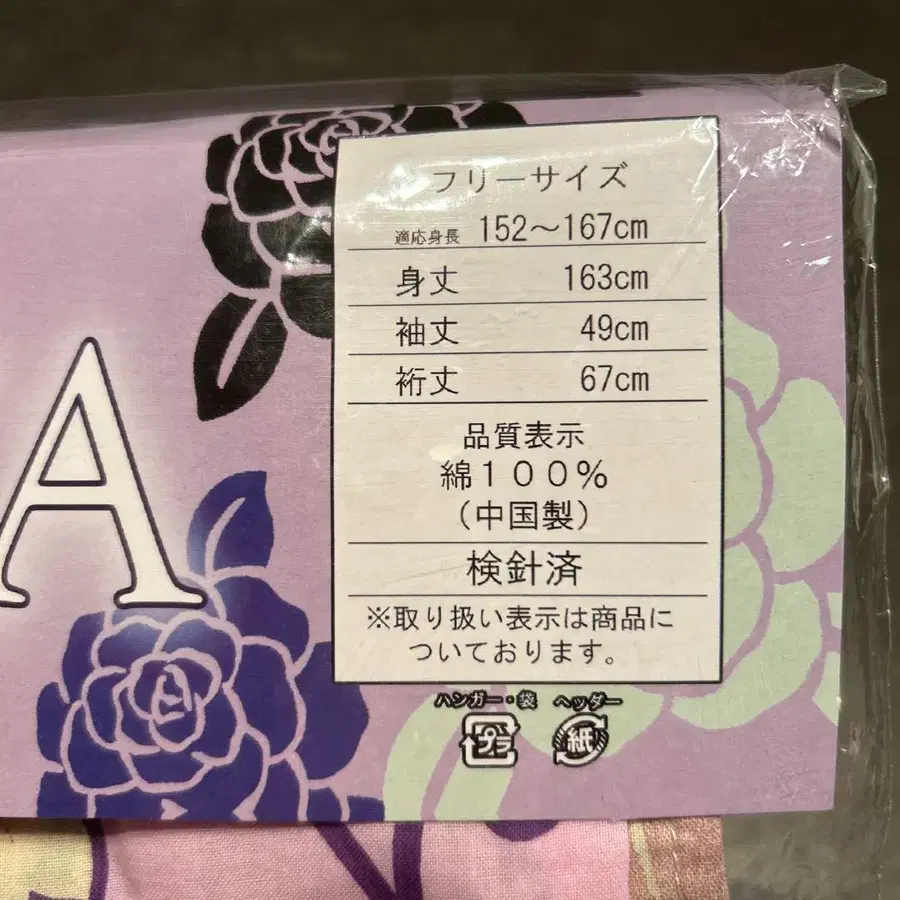 A
フリーサイズ
適応身長 152～167cm
身丈 163cm
袖丈 49cm
裄丈 67cm
品質表示
綿１００％
（中国製）
検針済
※取り扱い表示は商品に
ついております。
ハンガー・袋 ヘッダー
プラ 紙